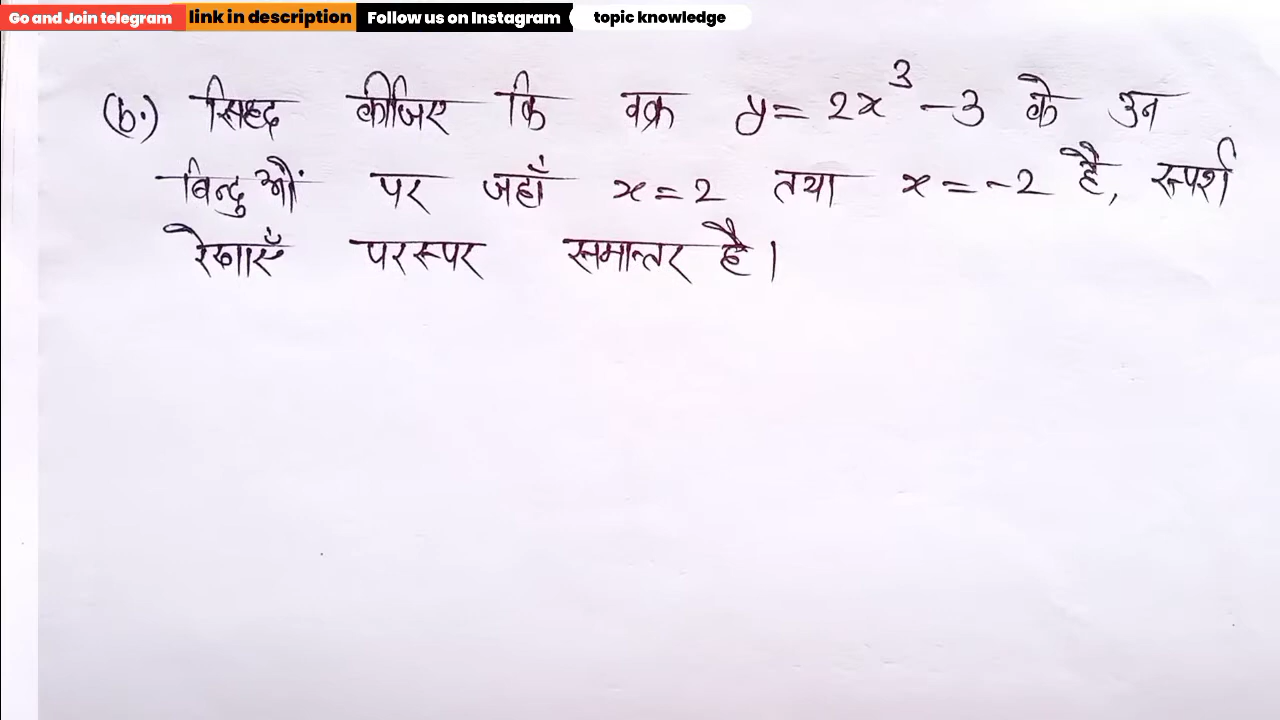 Go and Join telegram link in description Follow us on Instagram topic knowledge
(b.) सिद्ध कीजिए कि वक्र y = 2x³ - 3 के उन
बिन्दुओं पर जहाँ x = 2 तथा x = -2 है, स्पर्श
रेखाएँ परस्पर समान्तर है।